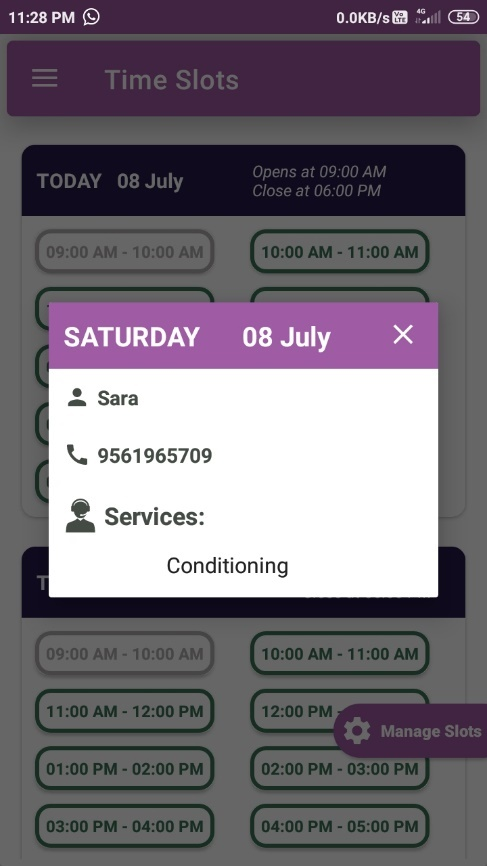 11:28 PM 0.0KB/s Vo LTE 4G 54
Time Slots
TODAY 08 July
Opens at 09:00 AM
Close at 06:00 PM
09:00 AM - 10:00 AM 10:00 AM - 11:00 AM
SATURDAY 08 July
Sara
9561965709
Services:
Conditioning
09:00 AM - 10:00 AM 10:00 AM - 11:00 AM
11:00 AM - 12:00 PM 12:00 PM -
Manage Slots
01:00 PM - 02:00 PM 02:00 PM - 03:00 PM
03:00 PM - 04:00 PM 04:00 PM - 05:00 PM